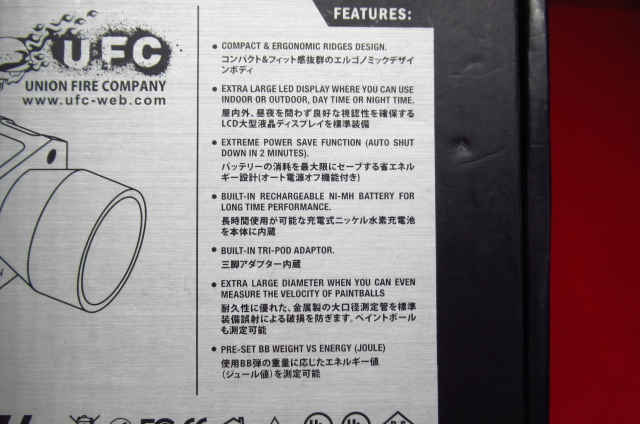 UFC
UNION FIRE COMPANY
www.ufc-web.com
FEATURES:
• COMPACT & ERGONOMIC RIDGES DESIGN.
コンパクト&フィット感抜群のエルゴノミックデザイ
ンボディ
• EXTRA LARGE LED DISPLAY WHERE YOU CAN USE
INDOOR OR OUTDOOR, DAY TIME OR NIGHT TIME.
屋内外、昼夜を問わず良好な視認性を確保する
LCD大型液晶ディスプレイを標準装備
• EXTREME POWER SAVE FUNCTION (AUTO SHUT
DOWN IN 2 MINUTES).
バッテリーの消耗を最大限にセーブする省エネル
ギー設計(オート電源オフ機能付き)
• BUILT-IN RECHARGEABLE NI-MH BATTERY FOR
LONG TIME PERFORMANCE.
長時間使用が可能な充電式ニッケル水素充電池
を本体に内蔵
• BUILT-IN TRI-POD ADAPTOR.
三脚アダプター内蔵
• EXTRA LARGE DIAMETER WHEN YOU CAN EVEN
MEASURE THE VELOCITY OF PAINTBALLS
耐久性に優れた、金属製の大口径測定管を標準
装備誤射による破損を防ぎます。ペイントボール
も測定可能
• PRE-SET BB WEIGHT VS ENERGY (JOULE)
使用BB弾の重量に応じたエネルギー値
(ジュール値)を測定可能